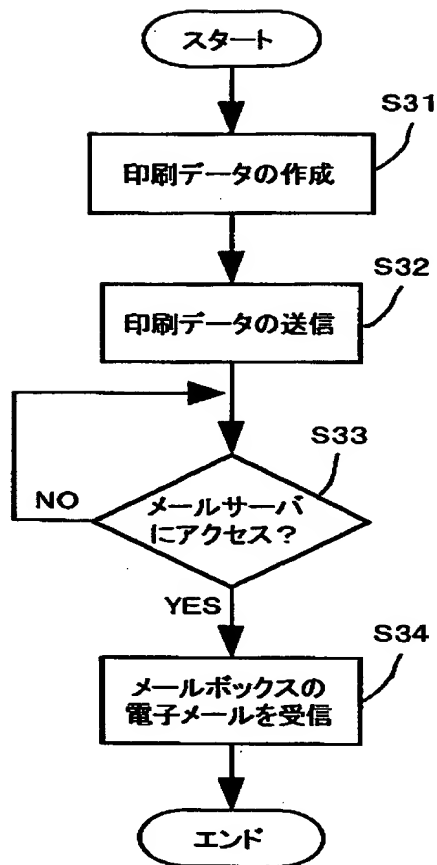 スタート
S31
印刷データの作成
S32
印刷データの送信
S33
メールサーバ
にアクセス?
NO
YES
S34
メールボックスの
電子メールを受信
エンド